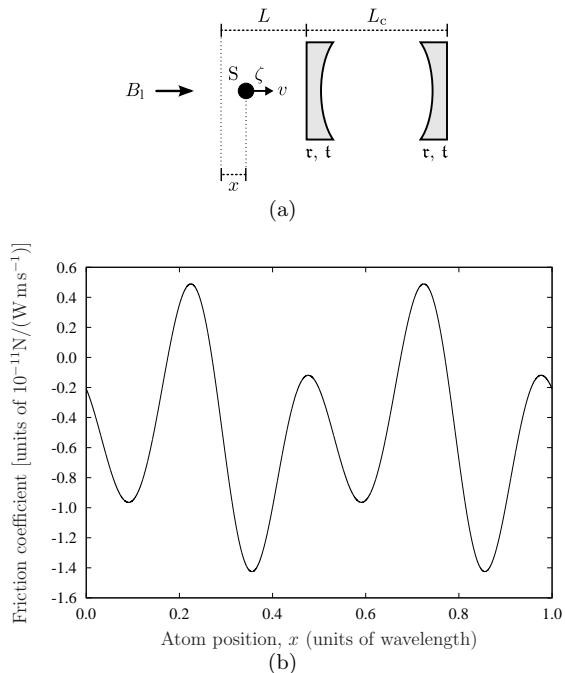 L L_c
S ζ
B_l v
𝔯, 𝔱 𝔯, 𝔱
x
(a)
Friction coefficient [units of 10⁻¹¹N/(W m s⁻¹)]
0.6
0.4
0.2
0.0
-0.2
-0.4
-0.6
-0.8
-1.0
-1.2
-1.4
-1.6
0.0 0.2 0.4 0.6 0.8 1.0
Atom position, x (units of wavelength)
(b)